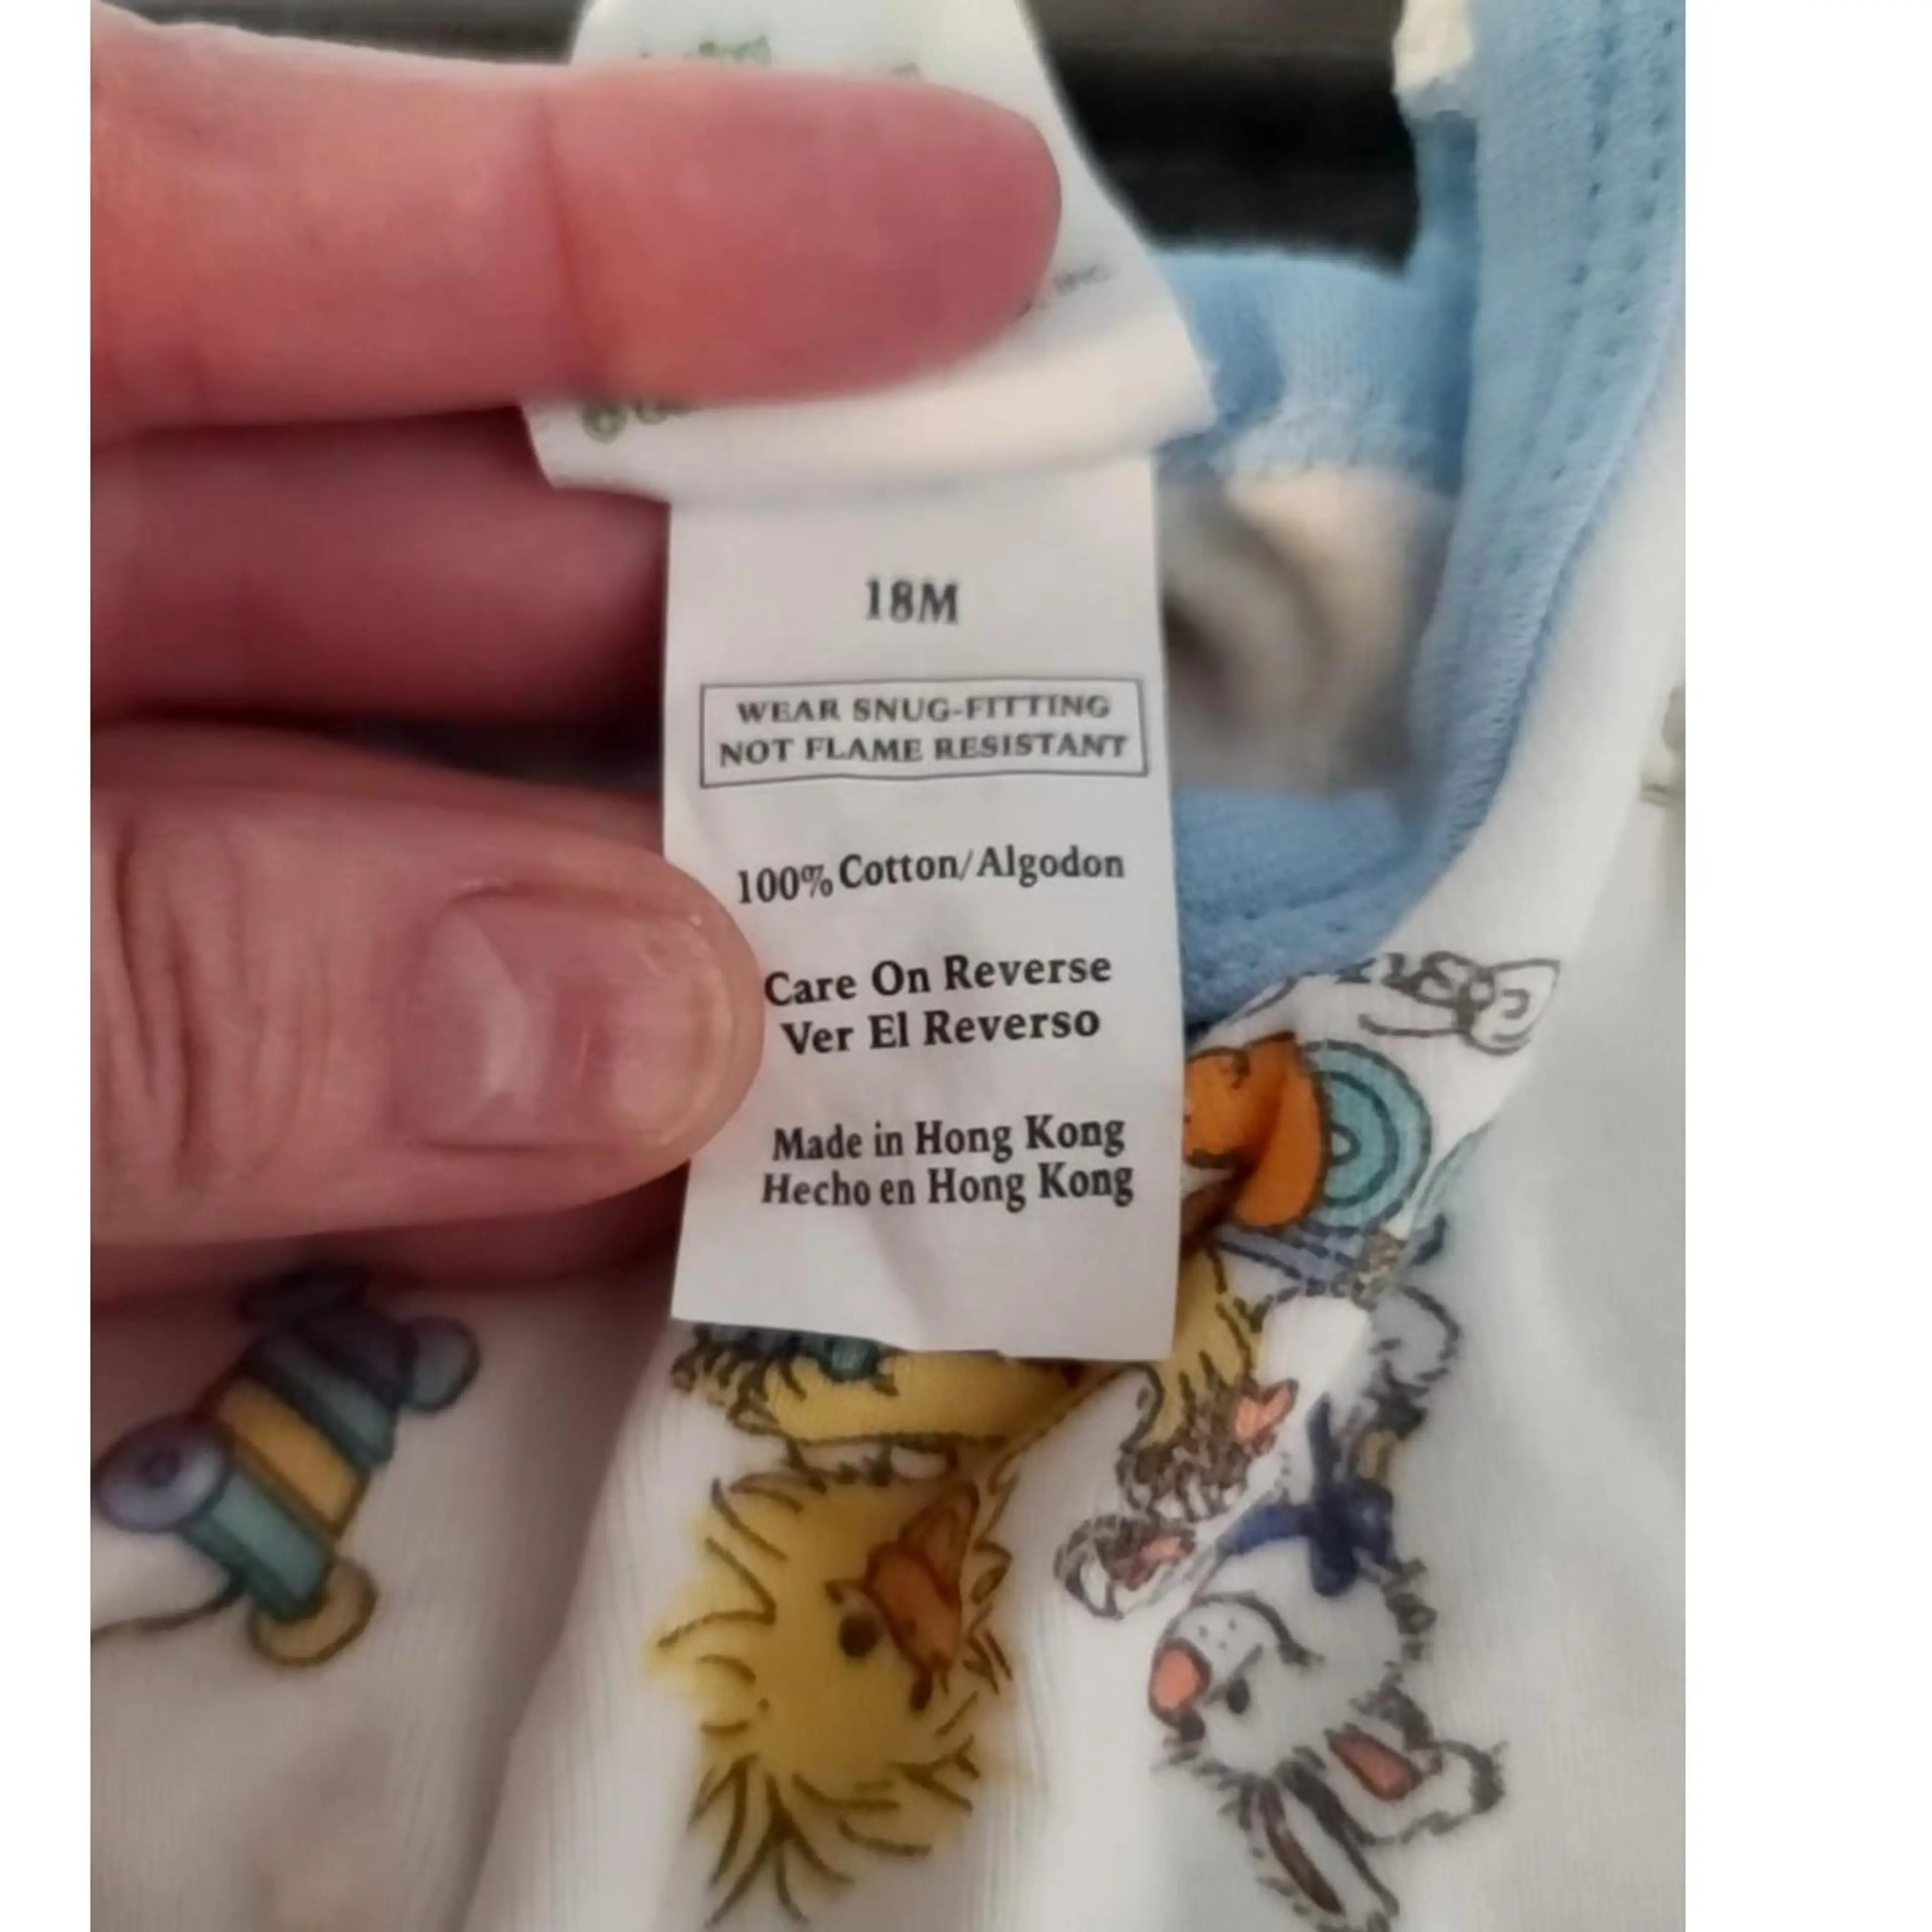 Inc.
18M
WEAR SNUG-FITTING
NOT FLAME RESISTANT
100% Cotton/Algodon
Care On Reverse
Ver El Reverso
Made in Hong Kong
Hecho en Hong Kong